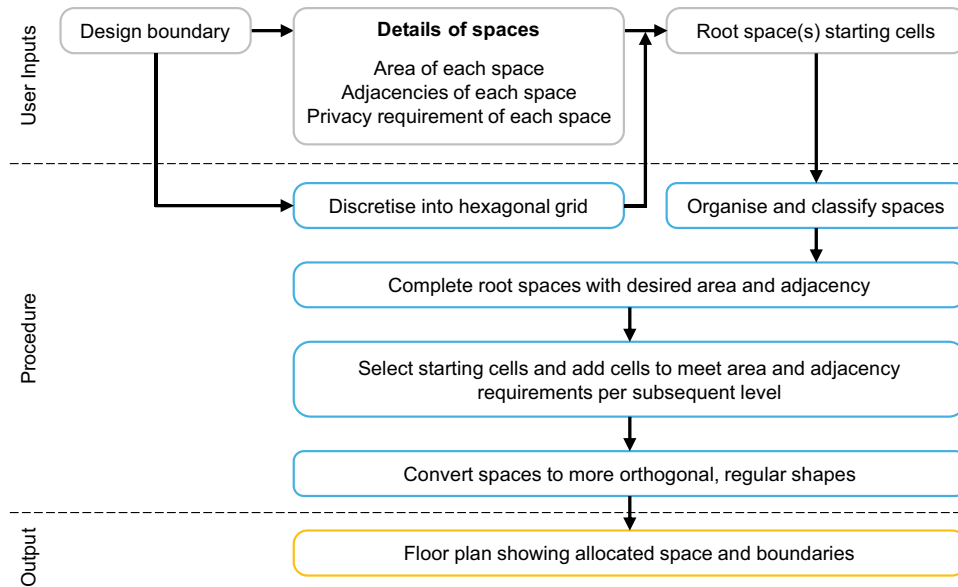 User Inputs
Design boundary
Details of spaces
Area of each space
Adjacencies of each space
Privacy requirement of each space
Root space(s) starting cells
Procedure
Discretise into hexagonal grid
Organise and classify spaces
Complete root spaces with desired area and adjacency
Select starting cells and add cells to meet area and adjacency
requirements per subsequent level
Convert spaces to more orthogonal, regular shapes
Output
Floor plan showing allocated space and boundaries